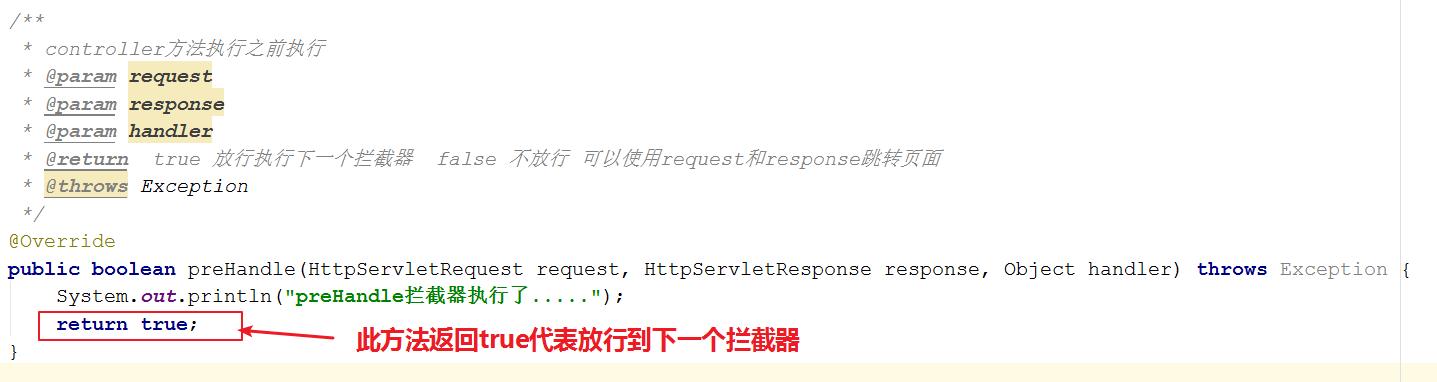 /**
 * controller方法执行之前执行
 * @param request
 * @param response
 * @param handler
 * @return  true 放行执行下一个拦截器  false 不放行 可以使用request和response跳转页面
 * @throws Exception
 */
@Override
public boolean preHandle(HttpServletRequest request, HttpServletResponse response, Object handler) throws Exception {
    System.out.println("preHandle拦截器执行了.....");
    return true;
此方法返回true代表放行到下一个拦截器
}